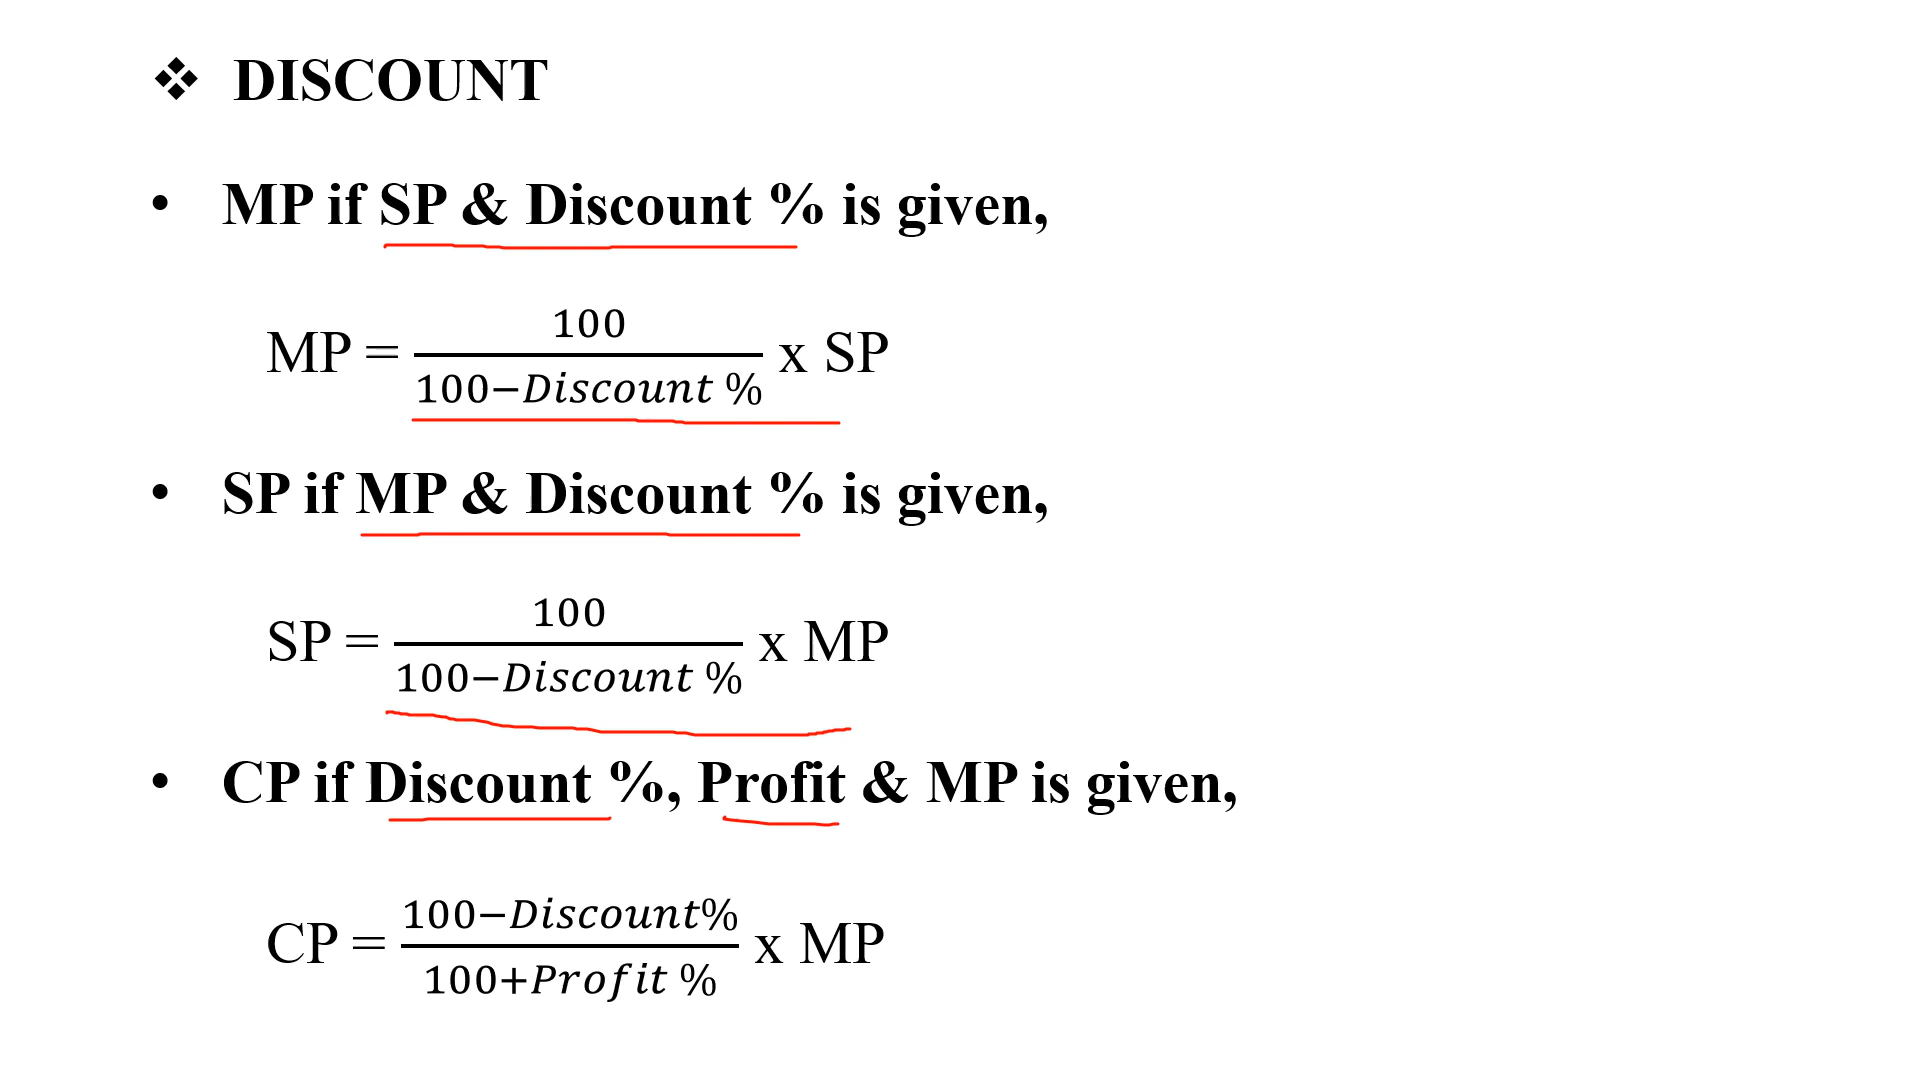 ❖ DISCOUNT
• MP if SP & Discount % is given,
MP = 100/(100−Discount %) x SP
• SP if MP & Discount % is given,
SP = 100/(100−Discount %) x MP
• CP if Discount %, Profit & MP is given,
CP = (100−Discount%)/(100+Profit %) x MP